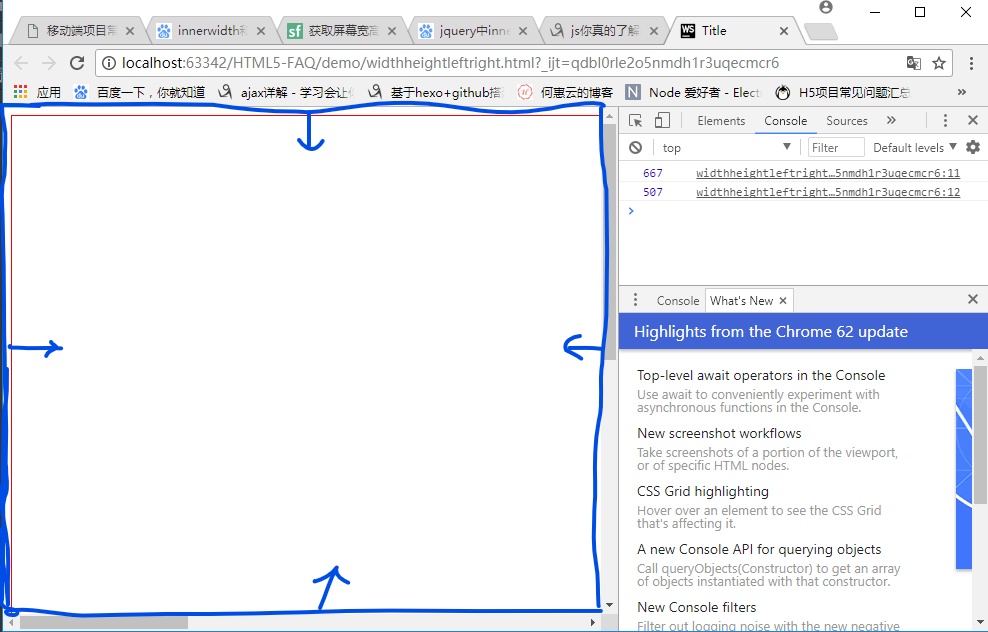 移动端项目常
innerwidth和
获取屏幕宽高
jquery中inne
js你真的了解
Title
localhost:63342/HTML5-FAQ/demo/widthheightleftright.html?_ijt=qdbl0rle2o5nmdh1r3uqecmcr6
应用
百度一下，你就知道
ajax详解 - 学习会让
基于hexo+github搭
何惠云的博客
Node 爱好者 - Elect
H5项目常见问题汇总
Elements
Console
Sources
top
Filter
Default levels
667 widthheightleftright…5nmdh1r3uqecmcr6:11
507 widthheightleftright…5nmdh1r3uqecmcr6:12
Console
What's New
Highlights from the Chrome 62 update
Top-level await operators in the Console
Use await to conveniently experiment with
asynchronous functions in the Console.
New screenshot workflows
Take screenshots of a portion of the viewport,
or of specific HTML nodes.
CSS Grid highlighting
Hover over an element to see the CSS Grid
that's affecting it.
A new Console API for querying objects
Call queryObjects(Constructor) to get an array
of objects instantiated with that constructor.
New Console filters
Filter out logging noise with the new negative